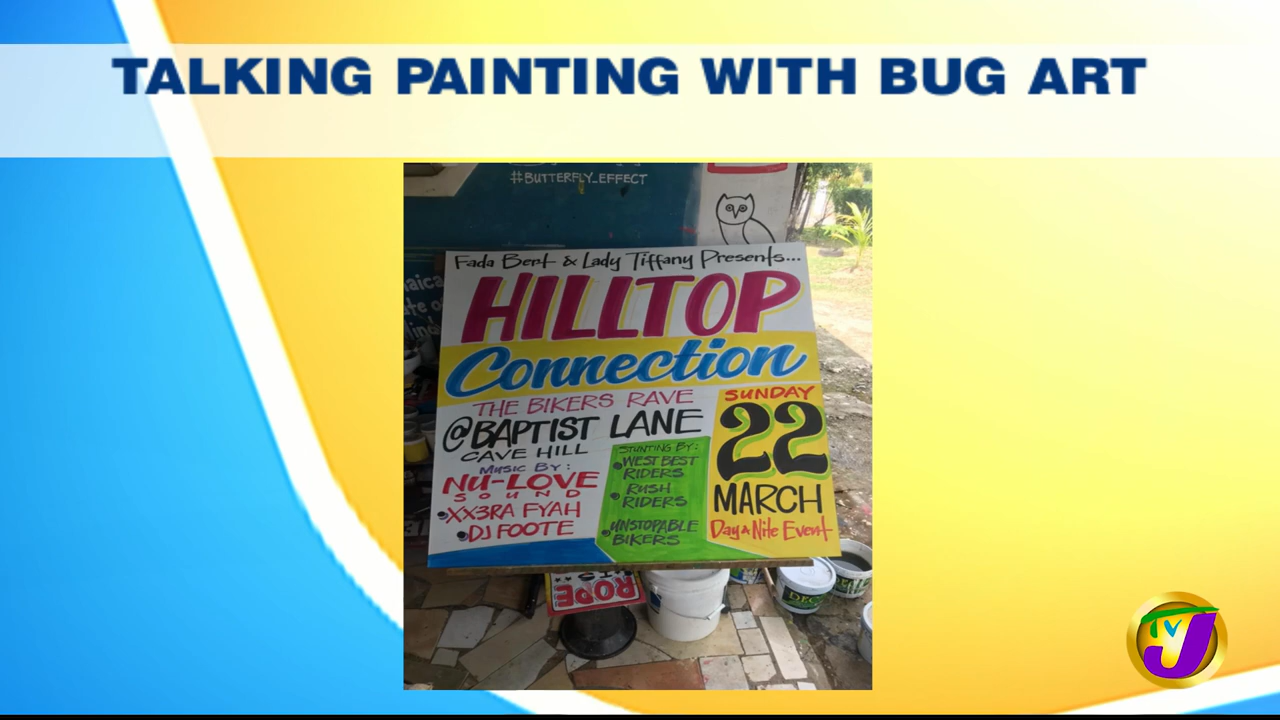 TALKING PAINTING WITH BUG ART
#BUTTERFLY_EFFECT
Fada Bert & Lady Tiffany Presents...
HILLTOP
Connection
THE BIKERS RAVE
@BAPTIST LANE
CAVE HILL
MUSIC BY:
NU-LOVE
SOUND
XX3RA FYAH
DJ FOOTE
STUNTING BY:
WEST BEST
RIDERS
RUSH
RIDERS
UNSTOPABLE
BIKERS
SUNDAY
22
MARCH
Day & Nite Event
ROPE
TVJ